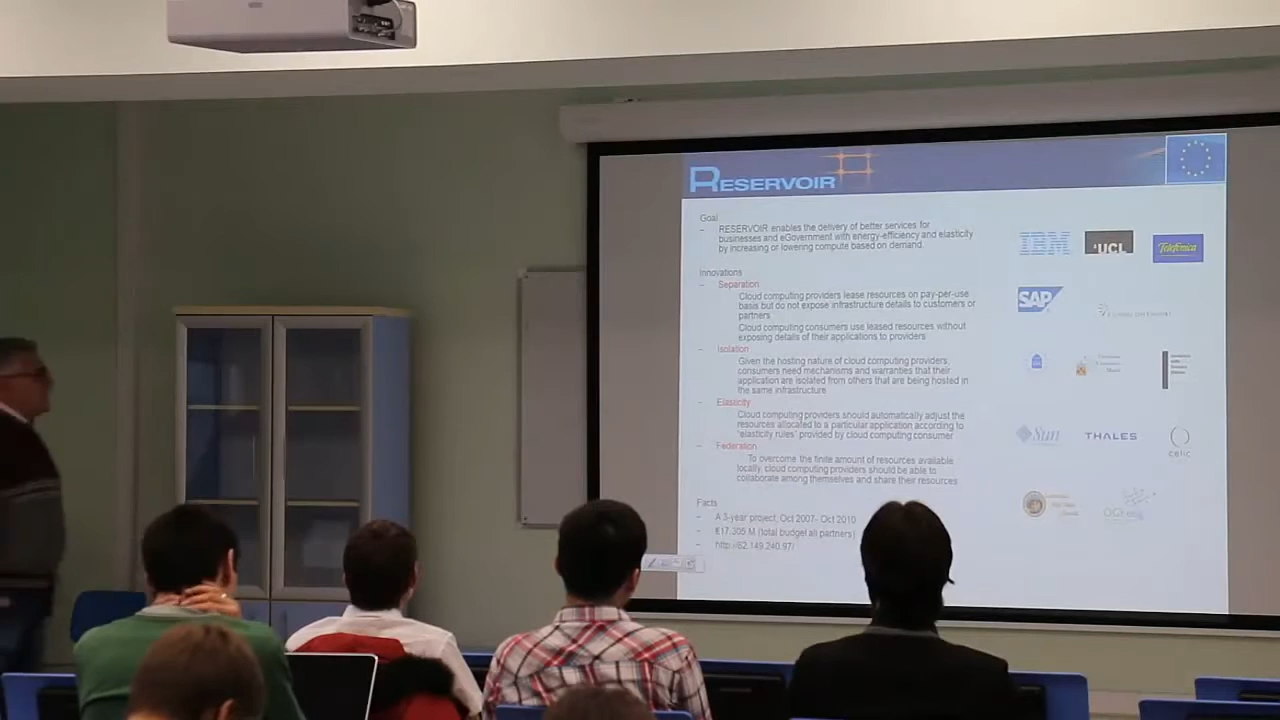 RESERVOIR
Goal
– RESERVOIR enables the delivery of better services for
businesses and eGovernment with energy-efficiency and elasticity
by increasing or lowering compute based on demand.
IBM
UCL
Telefónica
Innovations
– Separation
Cloud computing providers lease resources on pay-per-use
basis but do not expose infrastructure details to customers or
partners
Cloud computing consumers use leased resources without
exposing details of their applications to providers
SAP
– Isolation
Given the hosting nature of cloud computing providers,
consumers need mechanisms and warranties that their
application are isolated from others that are being hosted in
the same infrastructure
– Elasticity
Cloud computing providers should automatically adjust the
resources allocated to a particular application according to
"elasticity rules" provided by cloud computing consumer
Sun
THALES
– Federation
To overcome the finite amount of resources available
locally, cloud computing providers should be able to
collaborate among themselves and share their resources
Facts
– A 3-year project, Oct 2007- Oct 2010
– €17.305 M (total budget all partners)
– http://62.149.240.97/